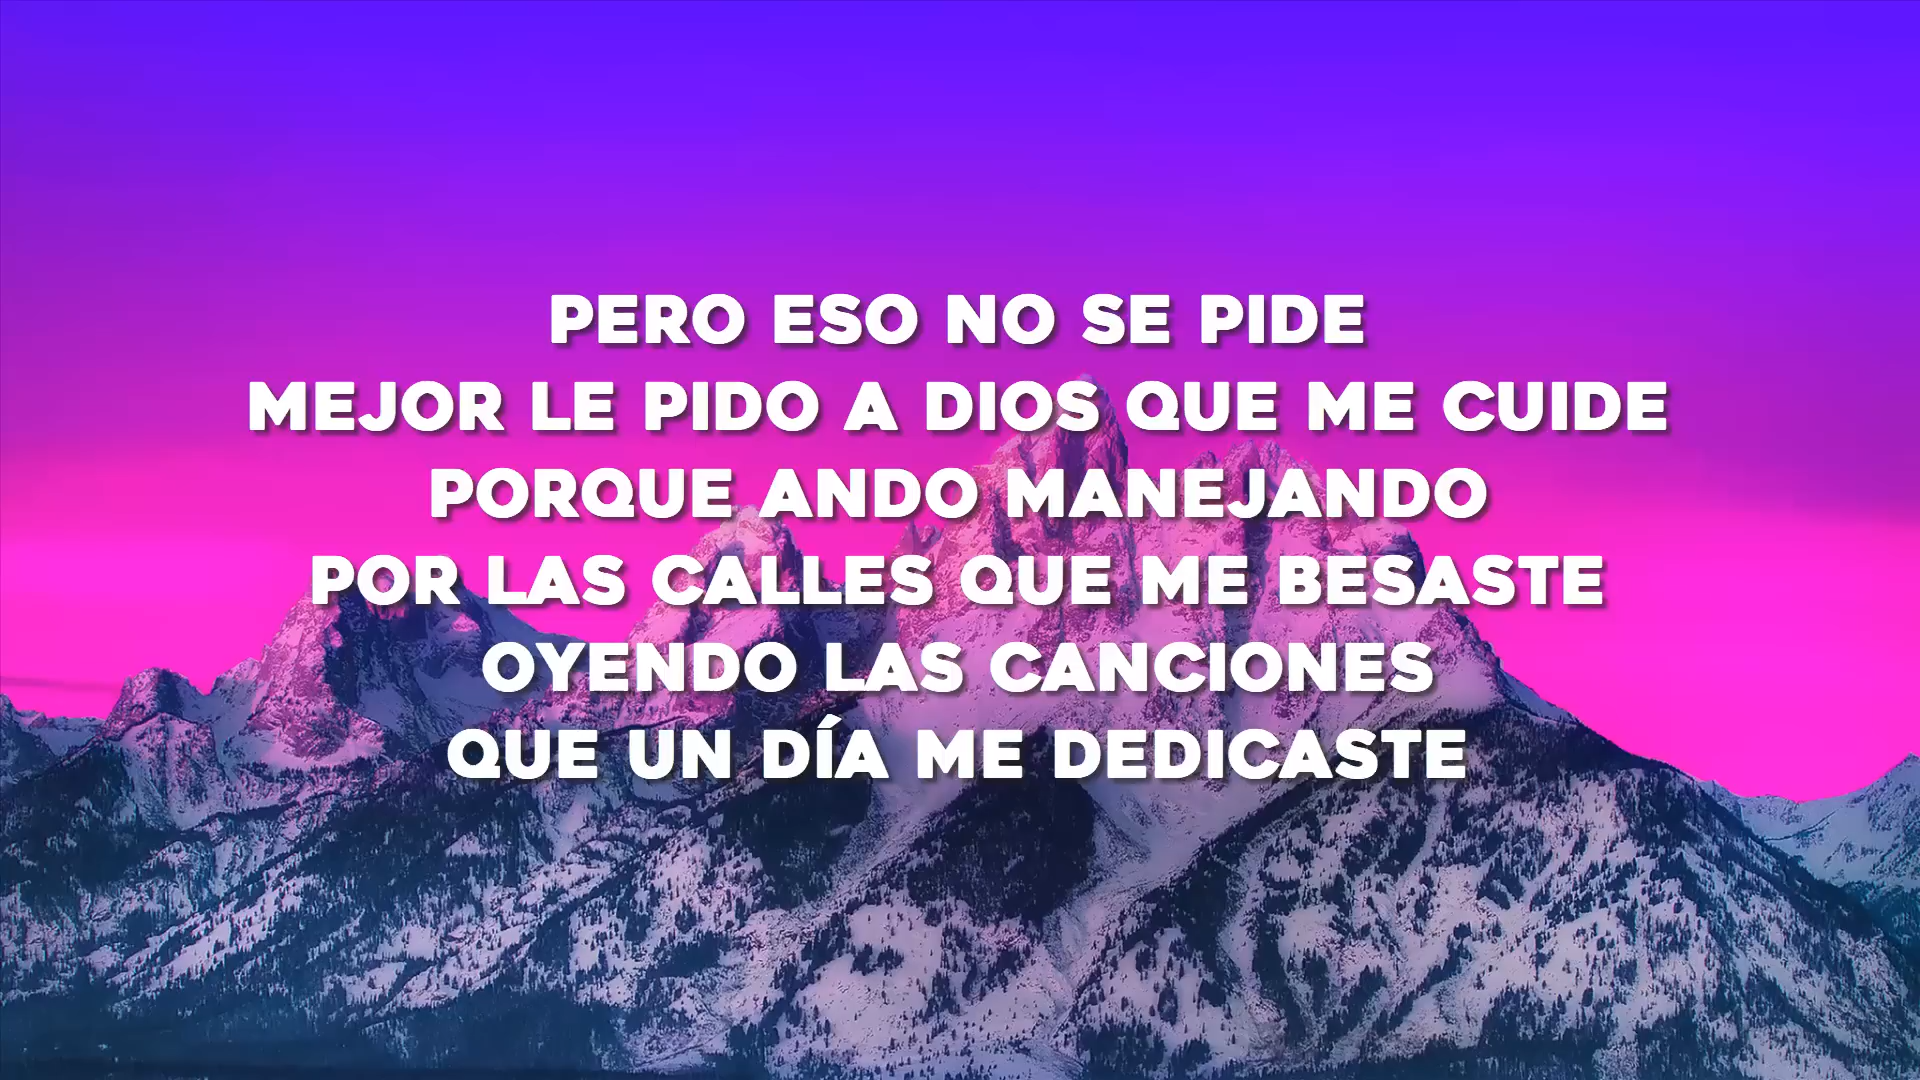 PERO ESO NO SE PIDE
MEJOR LE PIDO A DIOS QUE ME CUIDE
PORQUE ANDO MANEJANDO
POR LAS CALLES QUE ME BESASTE
OYENDO LAS CANCIONES
QUE UN DÍA ME DEDICASTE